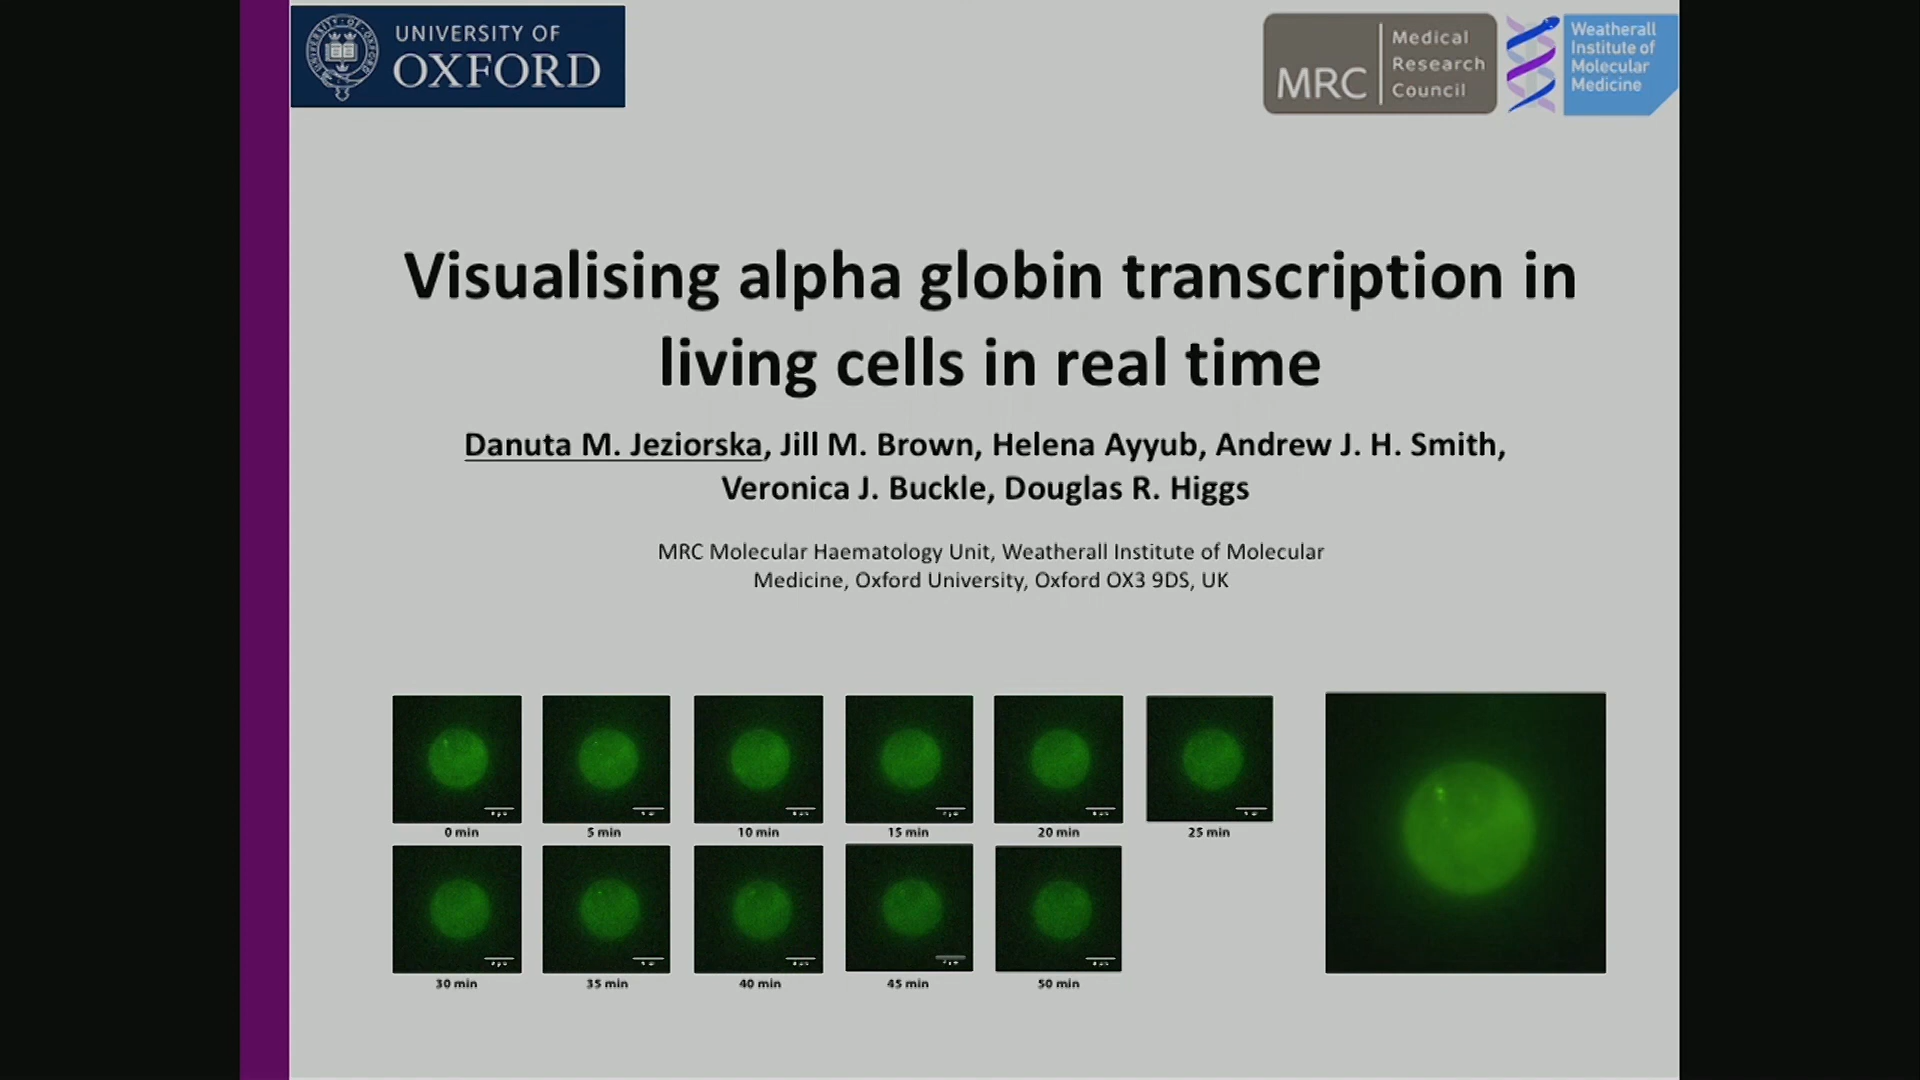 UNIVERSITY OF
OXFORD
MRC
Medical
Research
Council
Weatherall
Institute of
Molecular
Medicine
Visualising alpha globin transcription in
living cells in real time
Danuta M. Jeziorska, Jill M. Brown, Helena Ayyub, Andrew J. H. Smith,
Veronica J. Buckle, Douglas R. Higgs
MRC Molecular Haematology Unit, Weatherall Institute of Molecular
Medicine, Oxford University, Oxford OX3 9DS, UK
0 min
5 min
10 min
15 min
20 min
25 min
30 min
35 min
40 min
45 min
50 min